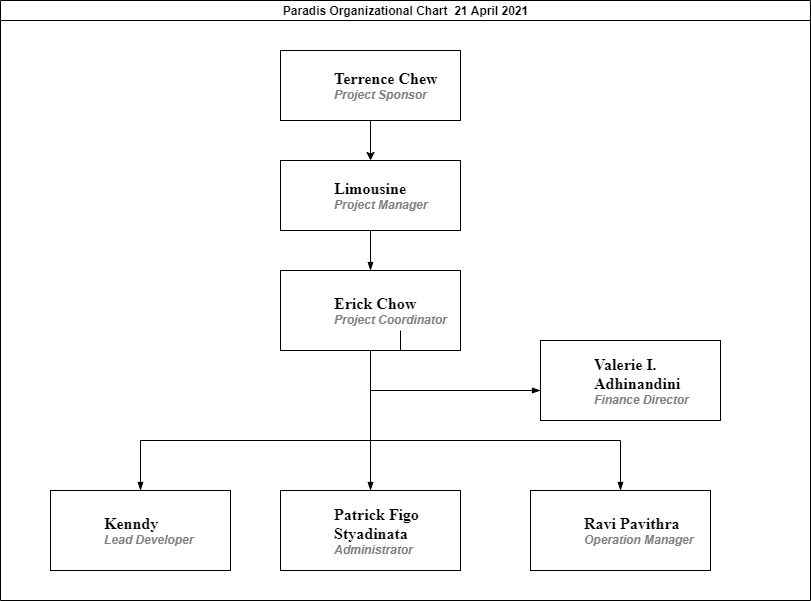 Paradis Organizational Chart  21 April 2021
Terrence Chew
Project Sponsor
Limousine
Project Manager
Erick Chow
Project Coordinator
Valerie I.
Adhinandini
Finance Director
Kenndy
Lead Developer
Patrick Figo
Styadinata
Administrator
Ravi Pavithra
Operation Manager